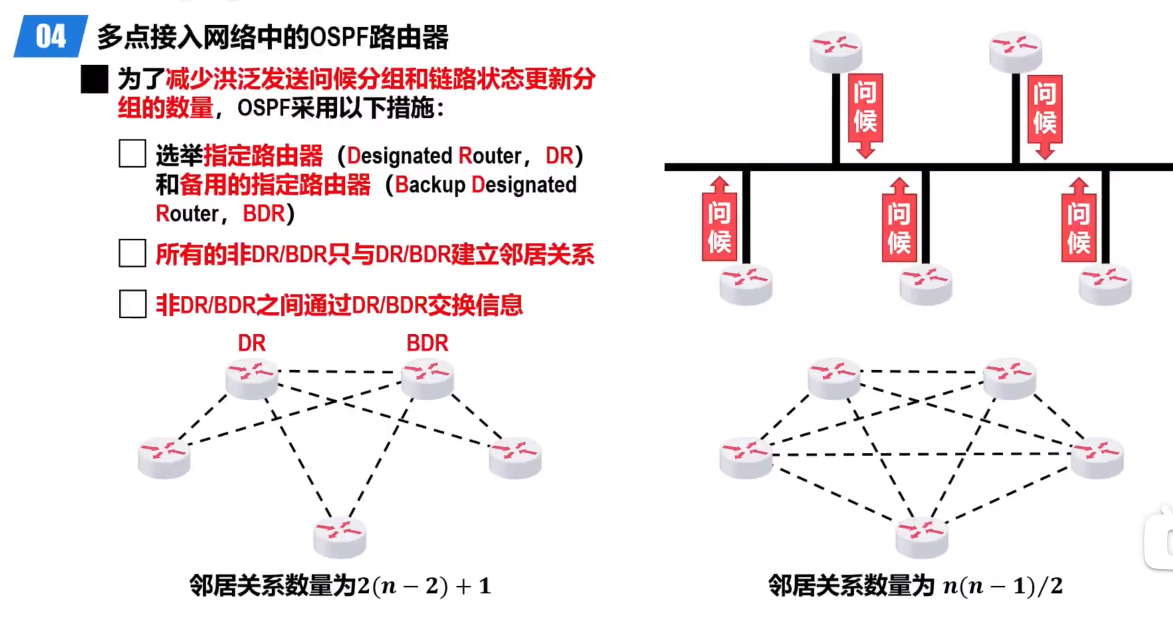 04 多点接入网络中的OSPF路由器
为了减少洪泛发送问候分组和链路状态更新分
组的数量，OSPF采用以下措施：
选举指定路由器（Designated Router，DR）
和备用的指定路由器（Backup Designated
Router，BDR）
所有的非DR/BDR只与DR/BDR建立邻居关系
非DR/BDR之间通过DR/BDR交换信息
DR BDR
邻居关系数量为2(n − 2) + 1
问候
问候
问候
问候
问候
邻居关系数量为 n(n − 1)/2